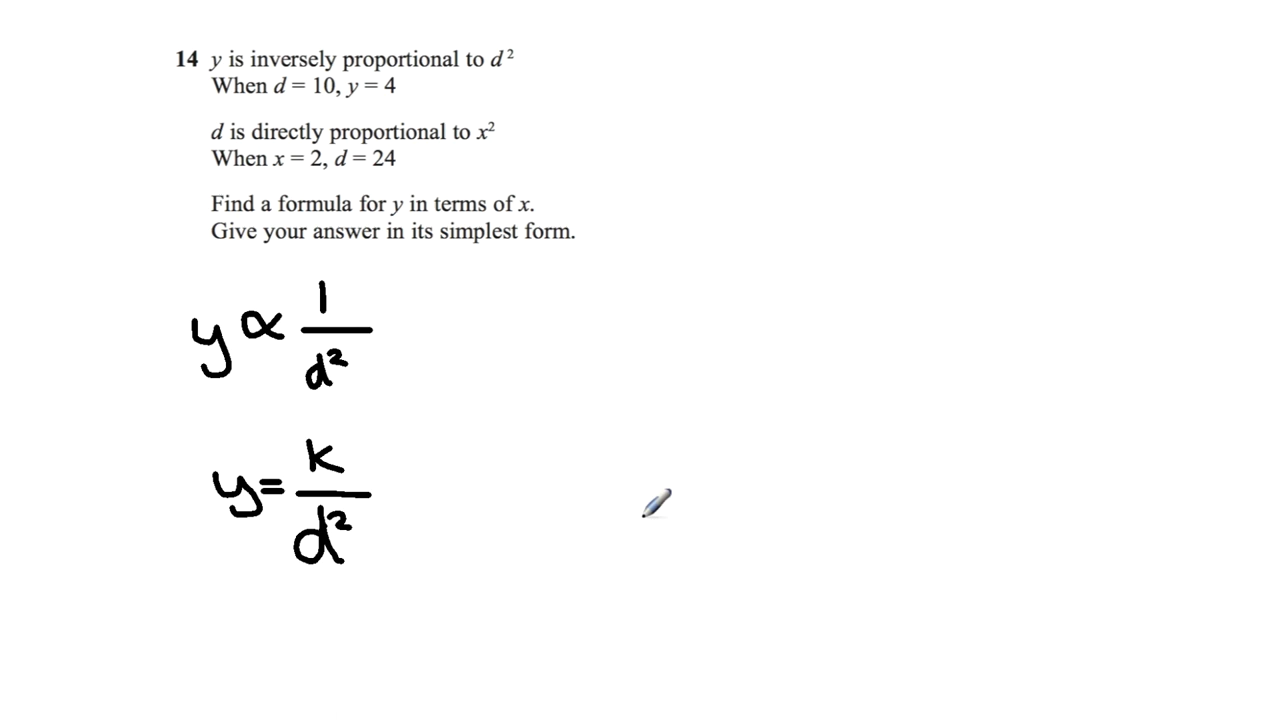 14 y is inversely proportional to d²
When d = 10, y = 4
d is directly proportional to x²
When x = 2, d = 24
Find a formula for y in terms of x.
Give your answer in its simplest form.
y ∝ 1/d²
y = k/d²